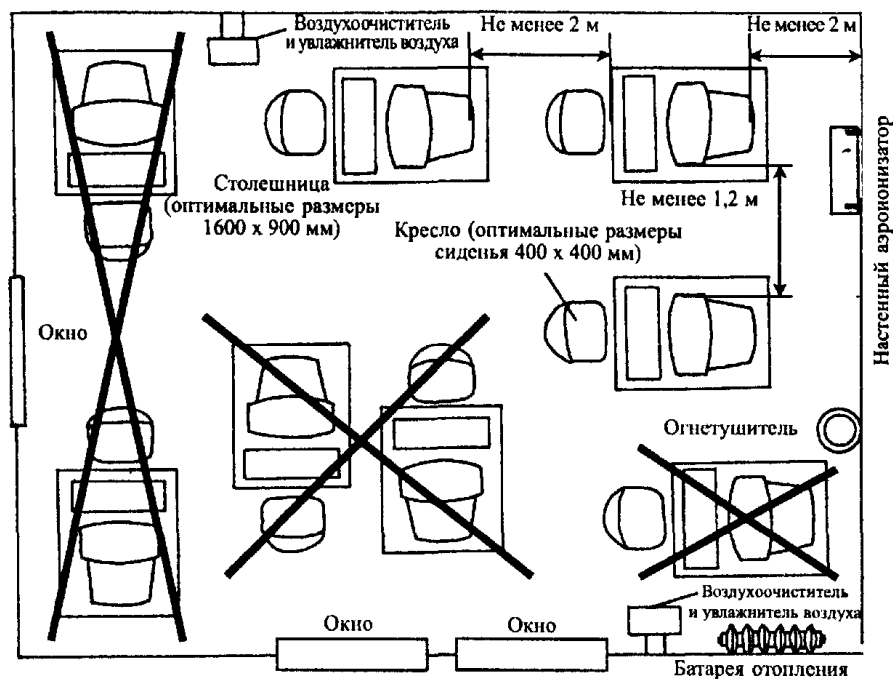 Воздухоочиститель
и увлажнитель воздуха
Не менее 2 м
Не менее 2 м
Столешница
(оптимальные размеры
1600 х 900 мм)
Не менее 1,2 м
Кресло (оптимальные размеры
сиденья 400 х 400 мм)
Настенный аэроионизатор
Окно
Огнетушитель
Воздухоочиститель
и увлажнитель воздуха
Окно
Окно
Батарея отопления